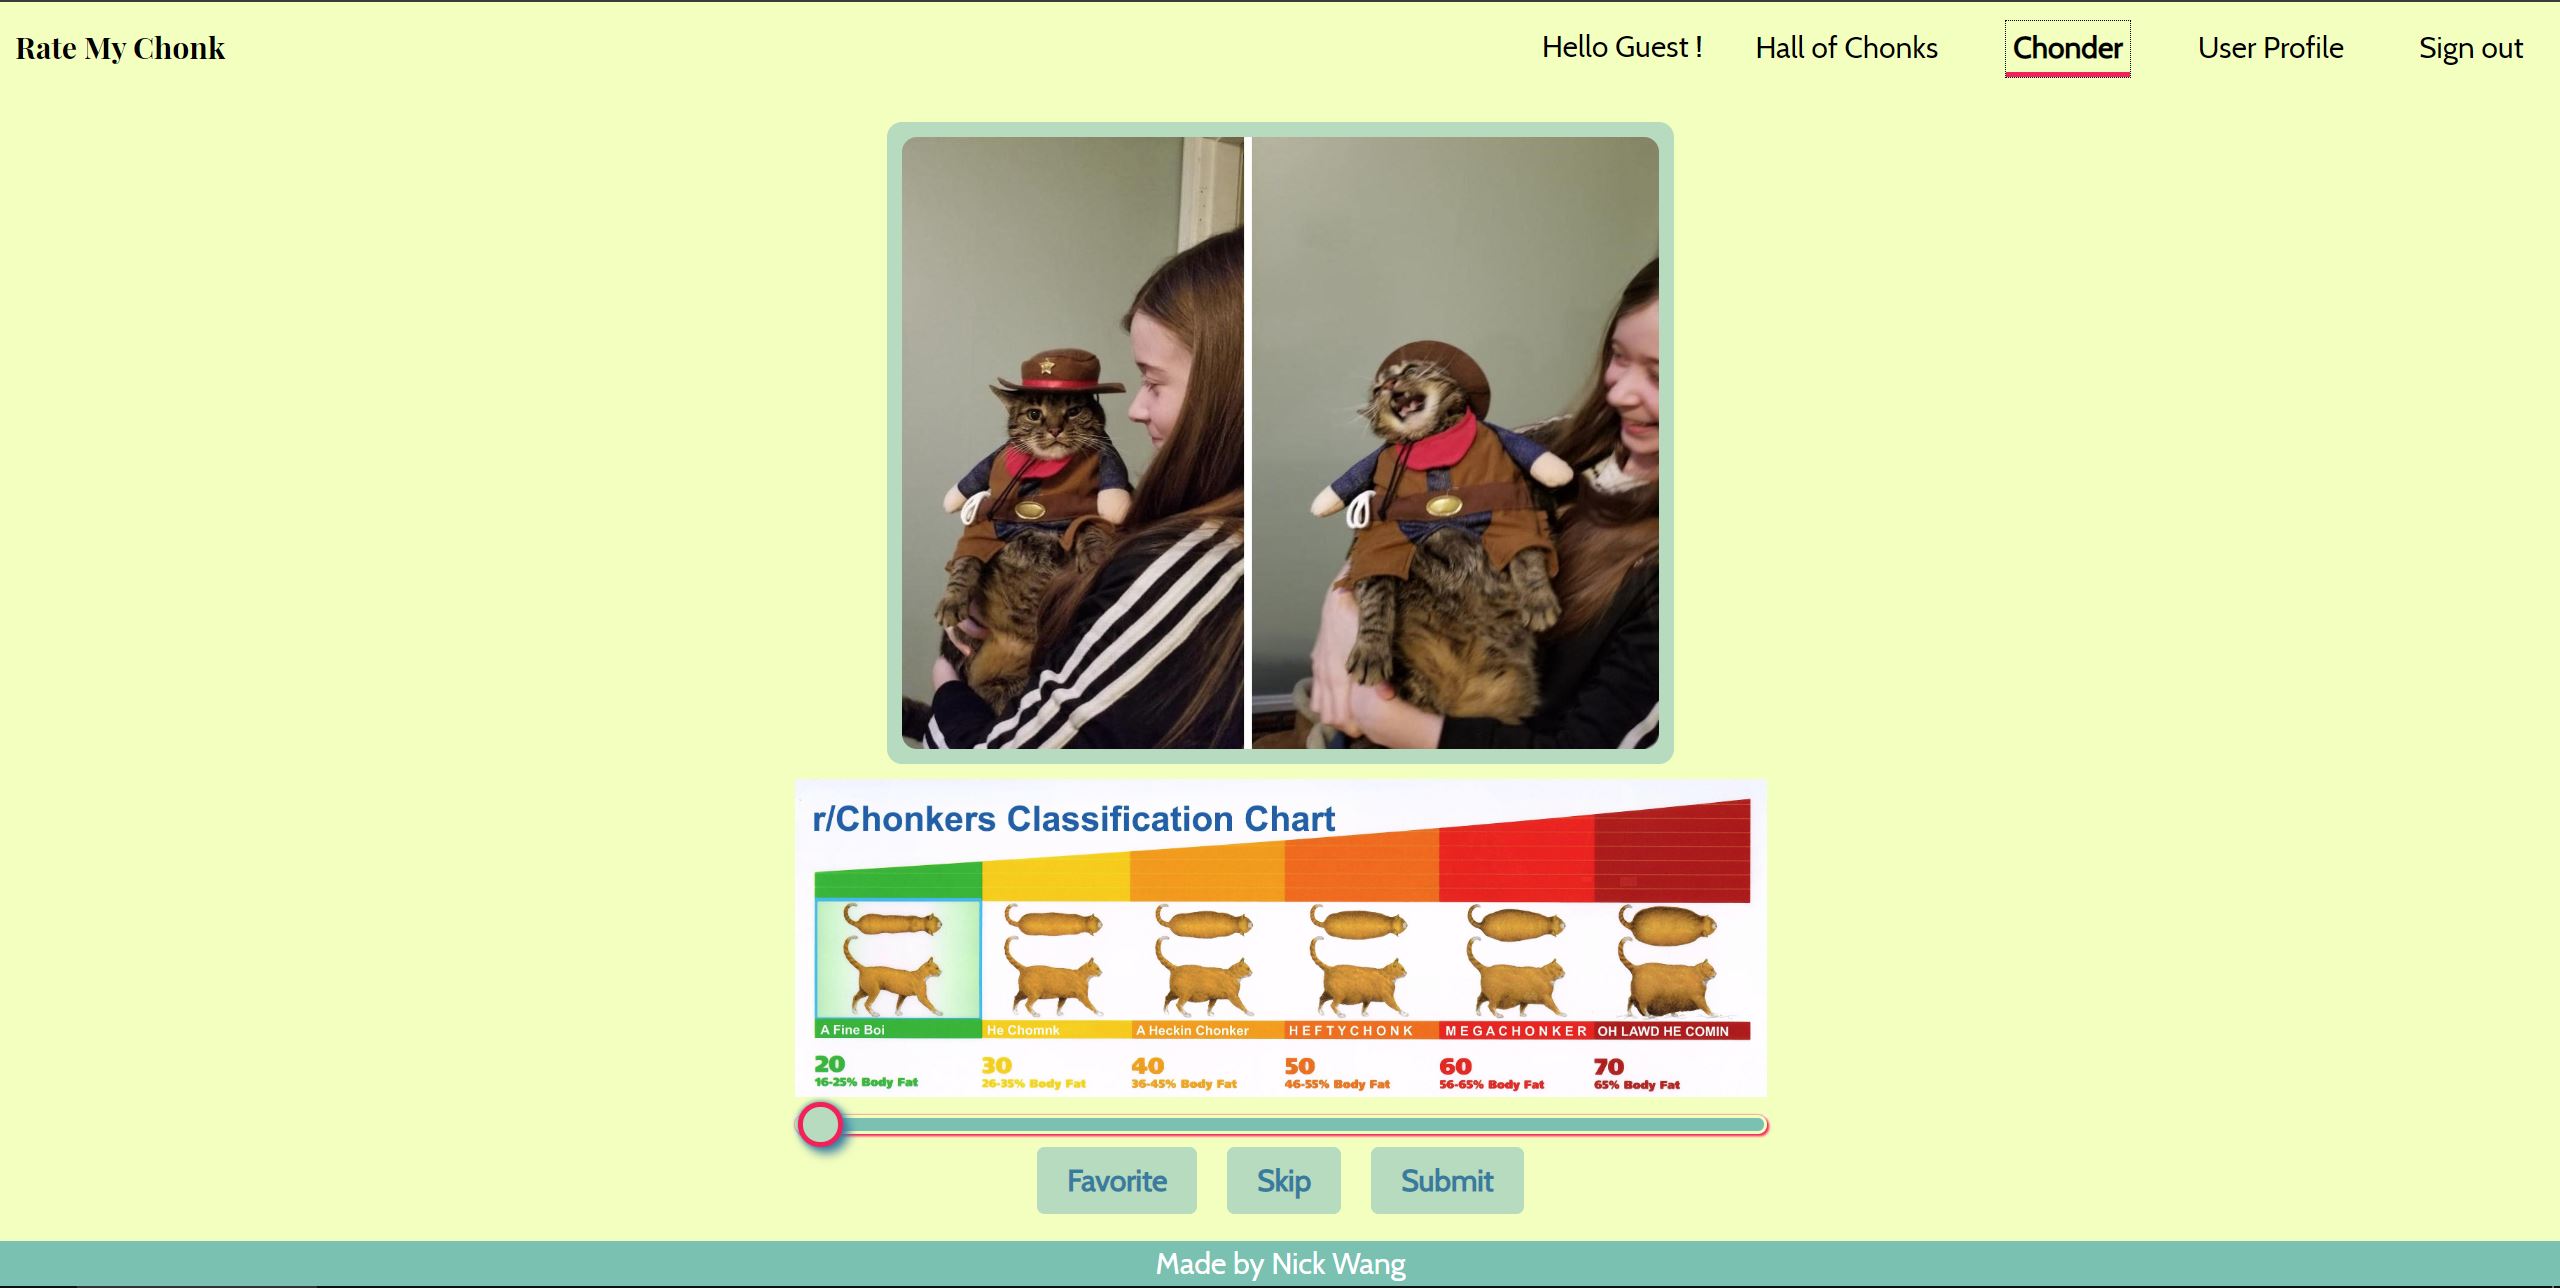 Rate My Chonk
Hello Guest !
Hall of Chonks
Chonder
User Profile
Sign out
r/Chonkers Classification Chart
A Fine Boi
He Chomnk
A Heckin Chonker
HEFTYCHONK
MEGACHONKER
OH LAWD HE COMIN
20
30
40
50
60
70
16-25% Body Fat
26-35% Body Fat
36-45% Body Fat
46-55% Body Fat
56-65% Body Fat
65% Body Fat
Favorite
Skip
Submit
Made by Nick Wang